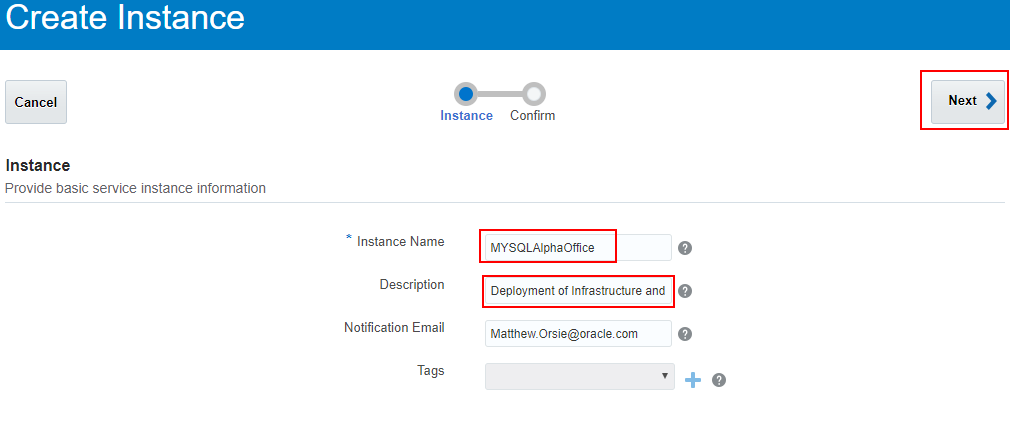 Create Instance
Cancel
Instance Confirm
Next
Instance
Provide basic service instance information
* Instance Name MYSQLAlphaOffice ?
Description Deployment of Infrastructure and ?
Notification Email Matthew.Orsie@oracle.com ?
Tags ?